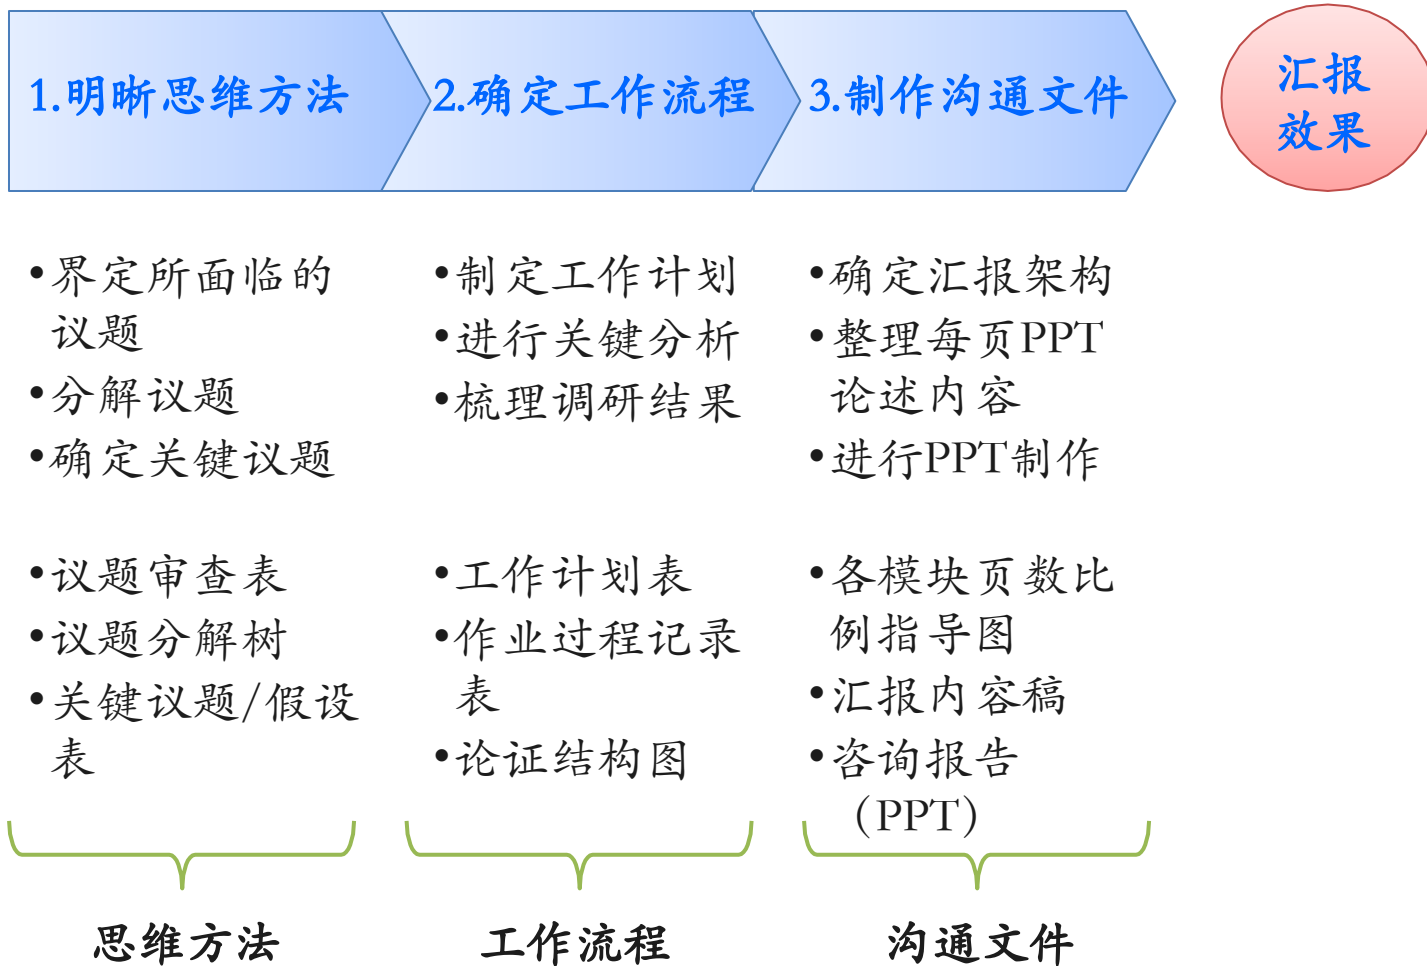 1.明晰思维方法
2.确定工作流程
3.制作沟通文件
汇报
效果
•界定所面临的
议题
•分解议题
•确定关键议题
•制定工作计划
•进行关键分析
•梳理调研结果
•确定汇报架构
•整理每页PPT
论述内容
•进行PPT制作
•议题审查表
•议题分解树
•关键议题/假设
表
•工作计划表
•作业过程记录
表
•论证结构图
•各模块页数比
例指导图
•汇报内容稿
•咨询报告
（PPT）
思维方法
工作流程
沟通文件